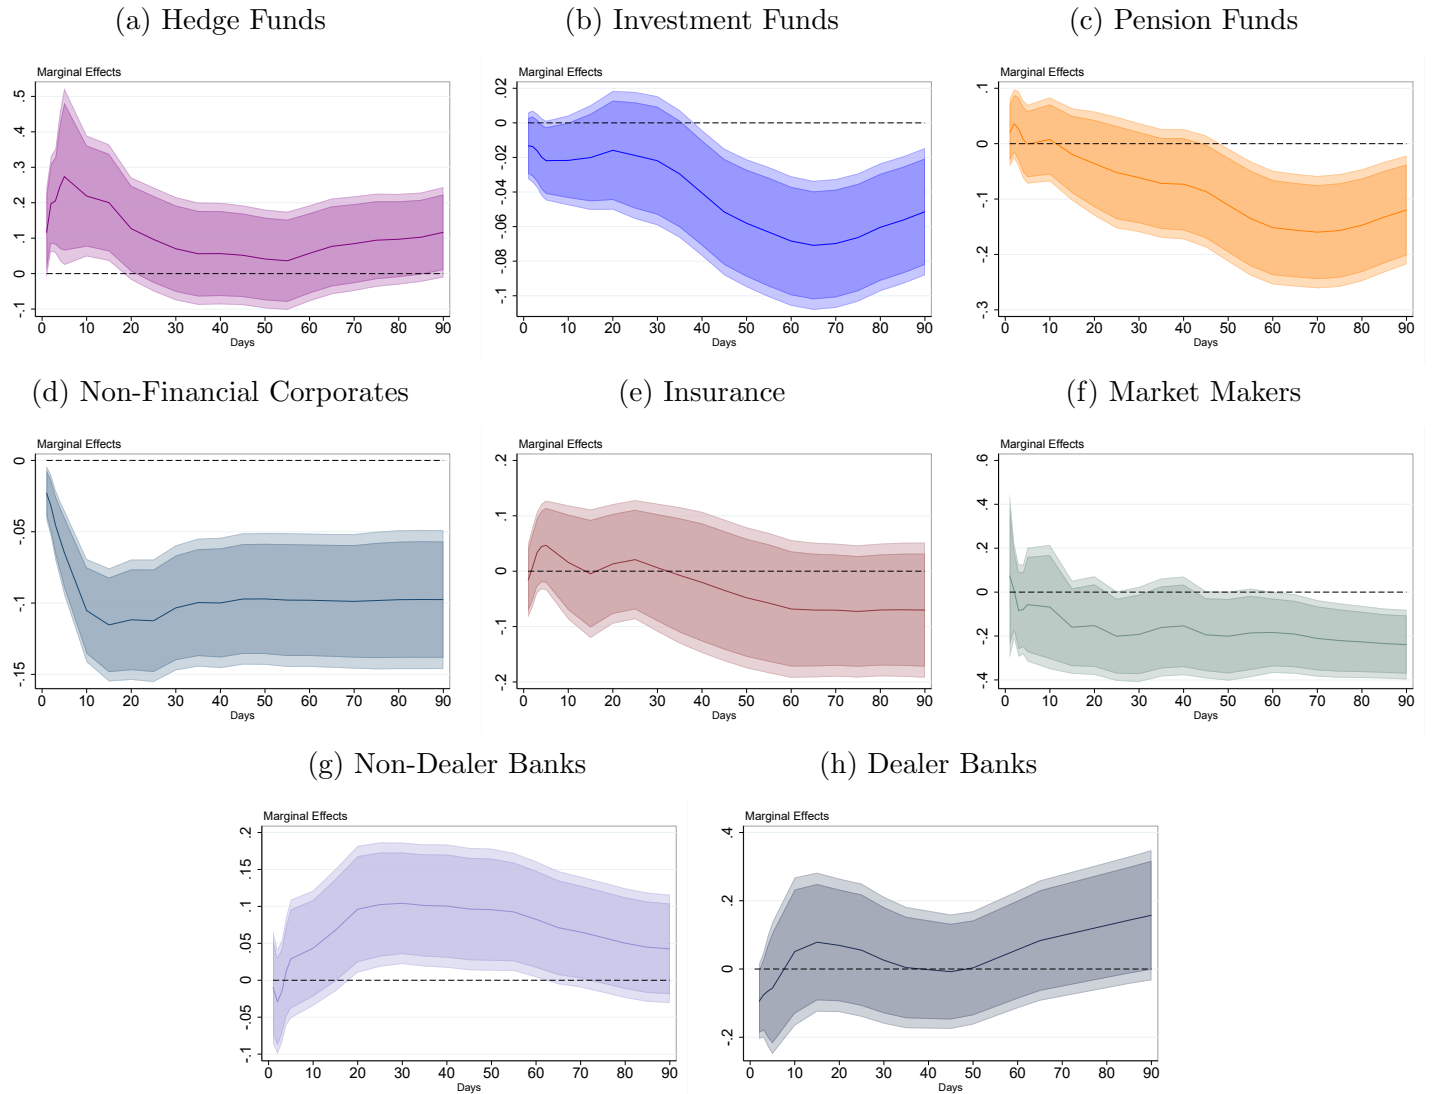 (a) Hedge Funds
Marginal Effects
.5
.4
.3
.2
.1
0
-.1
0 10 20 30 40 50 60 70 80 90
Days
(b) Investment Funds
Marginal Effects
.02
0
-.02
-.04
-.06
-.08
-.1
0 10 20 30 40 50 60 70 80 90
Days
(c) Pension Funds
Marginal Effects
.1
0
-.1
-.2
-.3
0 10 20 30 40 50 60 70 80 90
Days
(d) Non-Financial Corporates
Marginal Effects
0
-.05
-.1
-.15
0 10 20 30 40 50 60 70 80 90
Days
(e) Insurance
Marginal Effects
.2
.1
0
-.1
-.2
0 10 20 30 40 50 60 70 80 90
Days
(f) Market Makers
Marginal Effects
.6
.4
.2
0
-.2
-.4
0 10 20 30 40 50 60 70 80 90
Days
(g) Non-Dealer Banks
Marginal Effects
.2
.15
.1
.05
0
-.05
-.1
0 10 20 30 40 50 60 70 80 90
Days
(h) Dealer Banks
Marginal Effects
.4
.2
0
-.2
0 10 20 30 40 50 60 70 80 90
Days